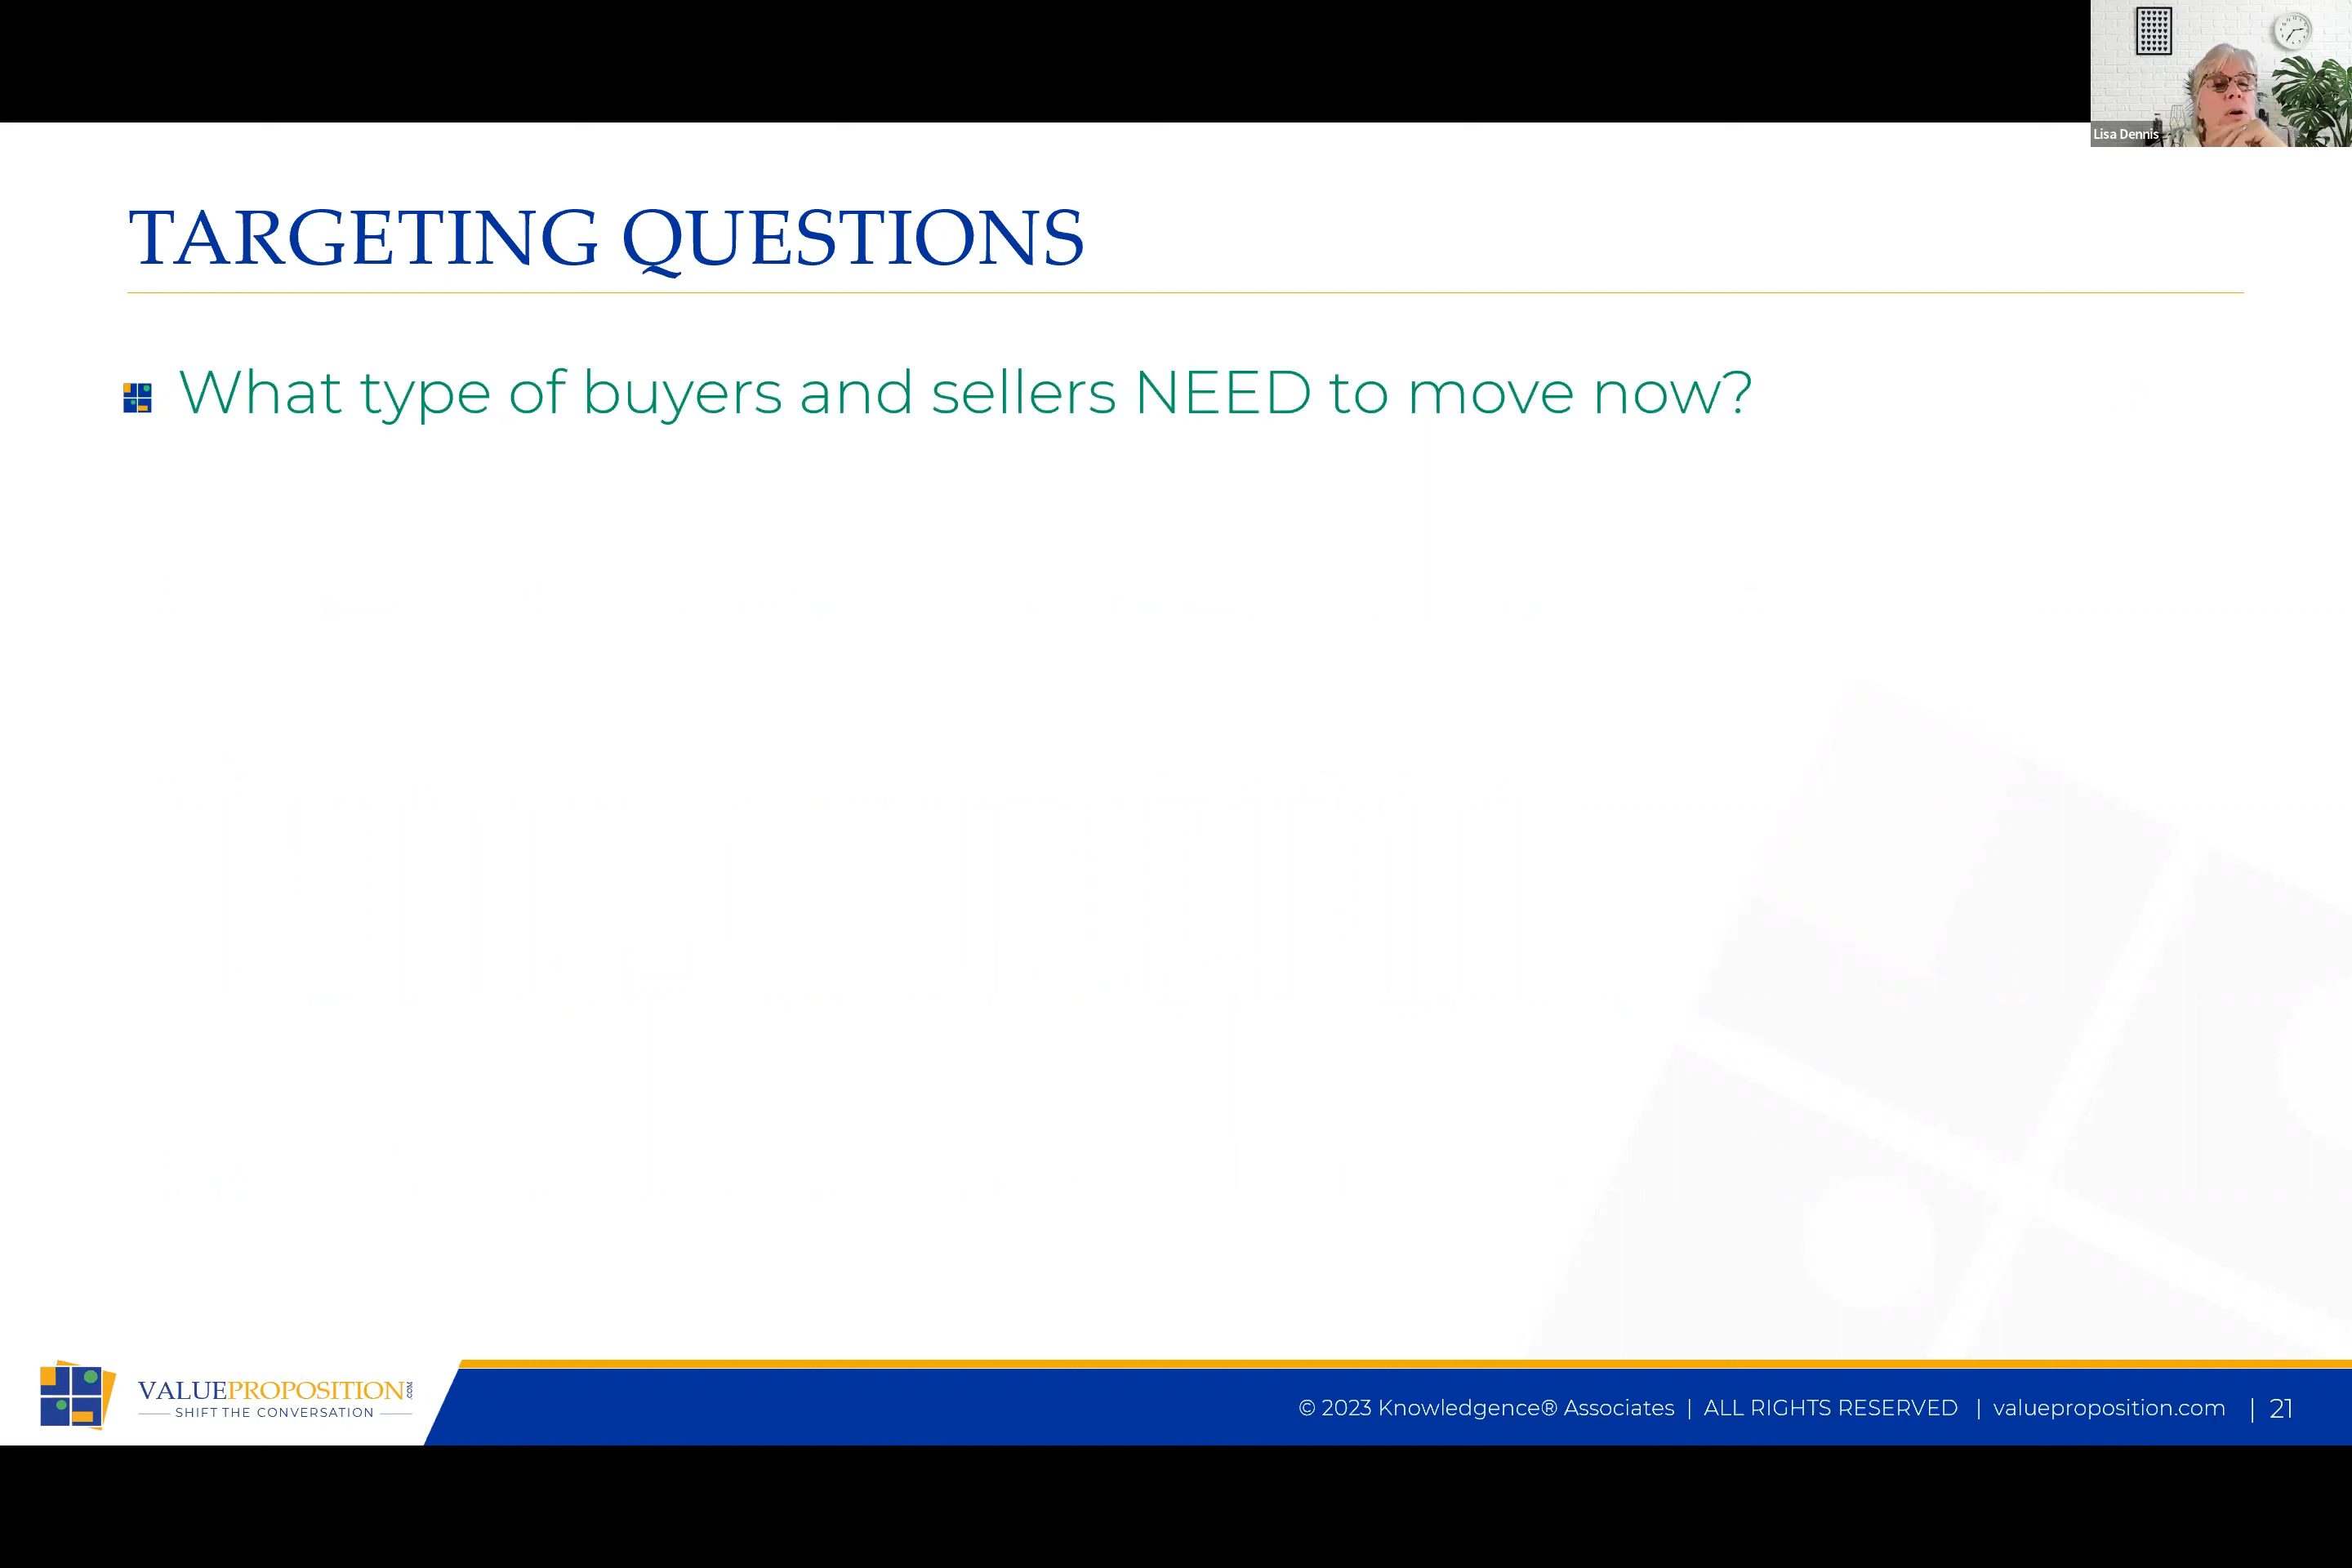 Lisa Dennis
TARGETING QUESTIONS
What type of buyers and sellers NEED to move now?
VALUEPROPOSITION.COM
SHIFT THE CONVERSATION
© 2023 Knowledgence® Associates | ALL RIGHTS RESERVED | valueproposition.com | 21